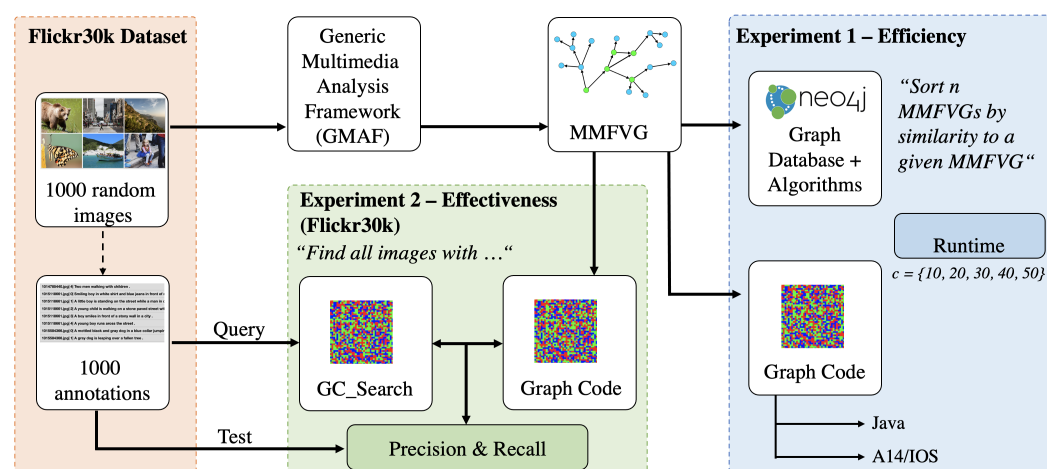 Flickr30k Dataset
1000 random
images
1000
annotations
Generic
Multimedia
Analysis
Framework
(GMAF)
MMFVG
Experiment 1 – Efficiency
neo4j
Graph
Database +
Algorithms
“Sort n
MMFVGs by
similarity to a
given MMFVG“
Runtime
c = {10, 20, 30, 40, 50}
Graph Code
Java
A14/IOS
Experiment 2 – Effectiveness
(Flickr30k)
“Find all images with …“
Query
GC_Search
Graph Code
Test
Precision & Recall